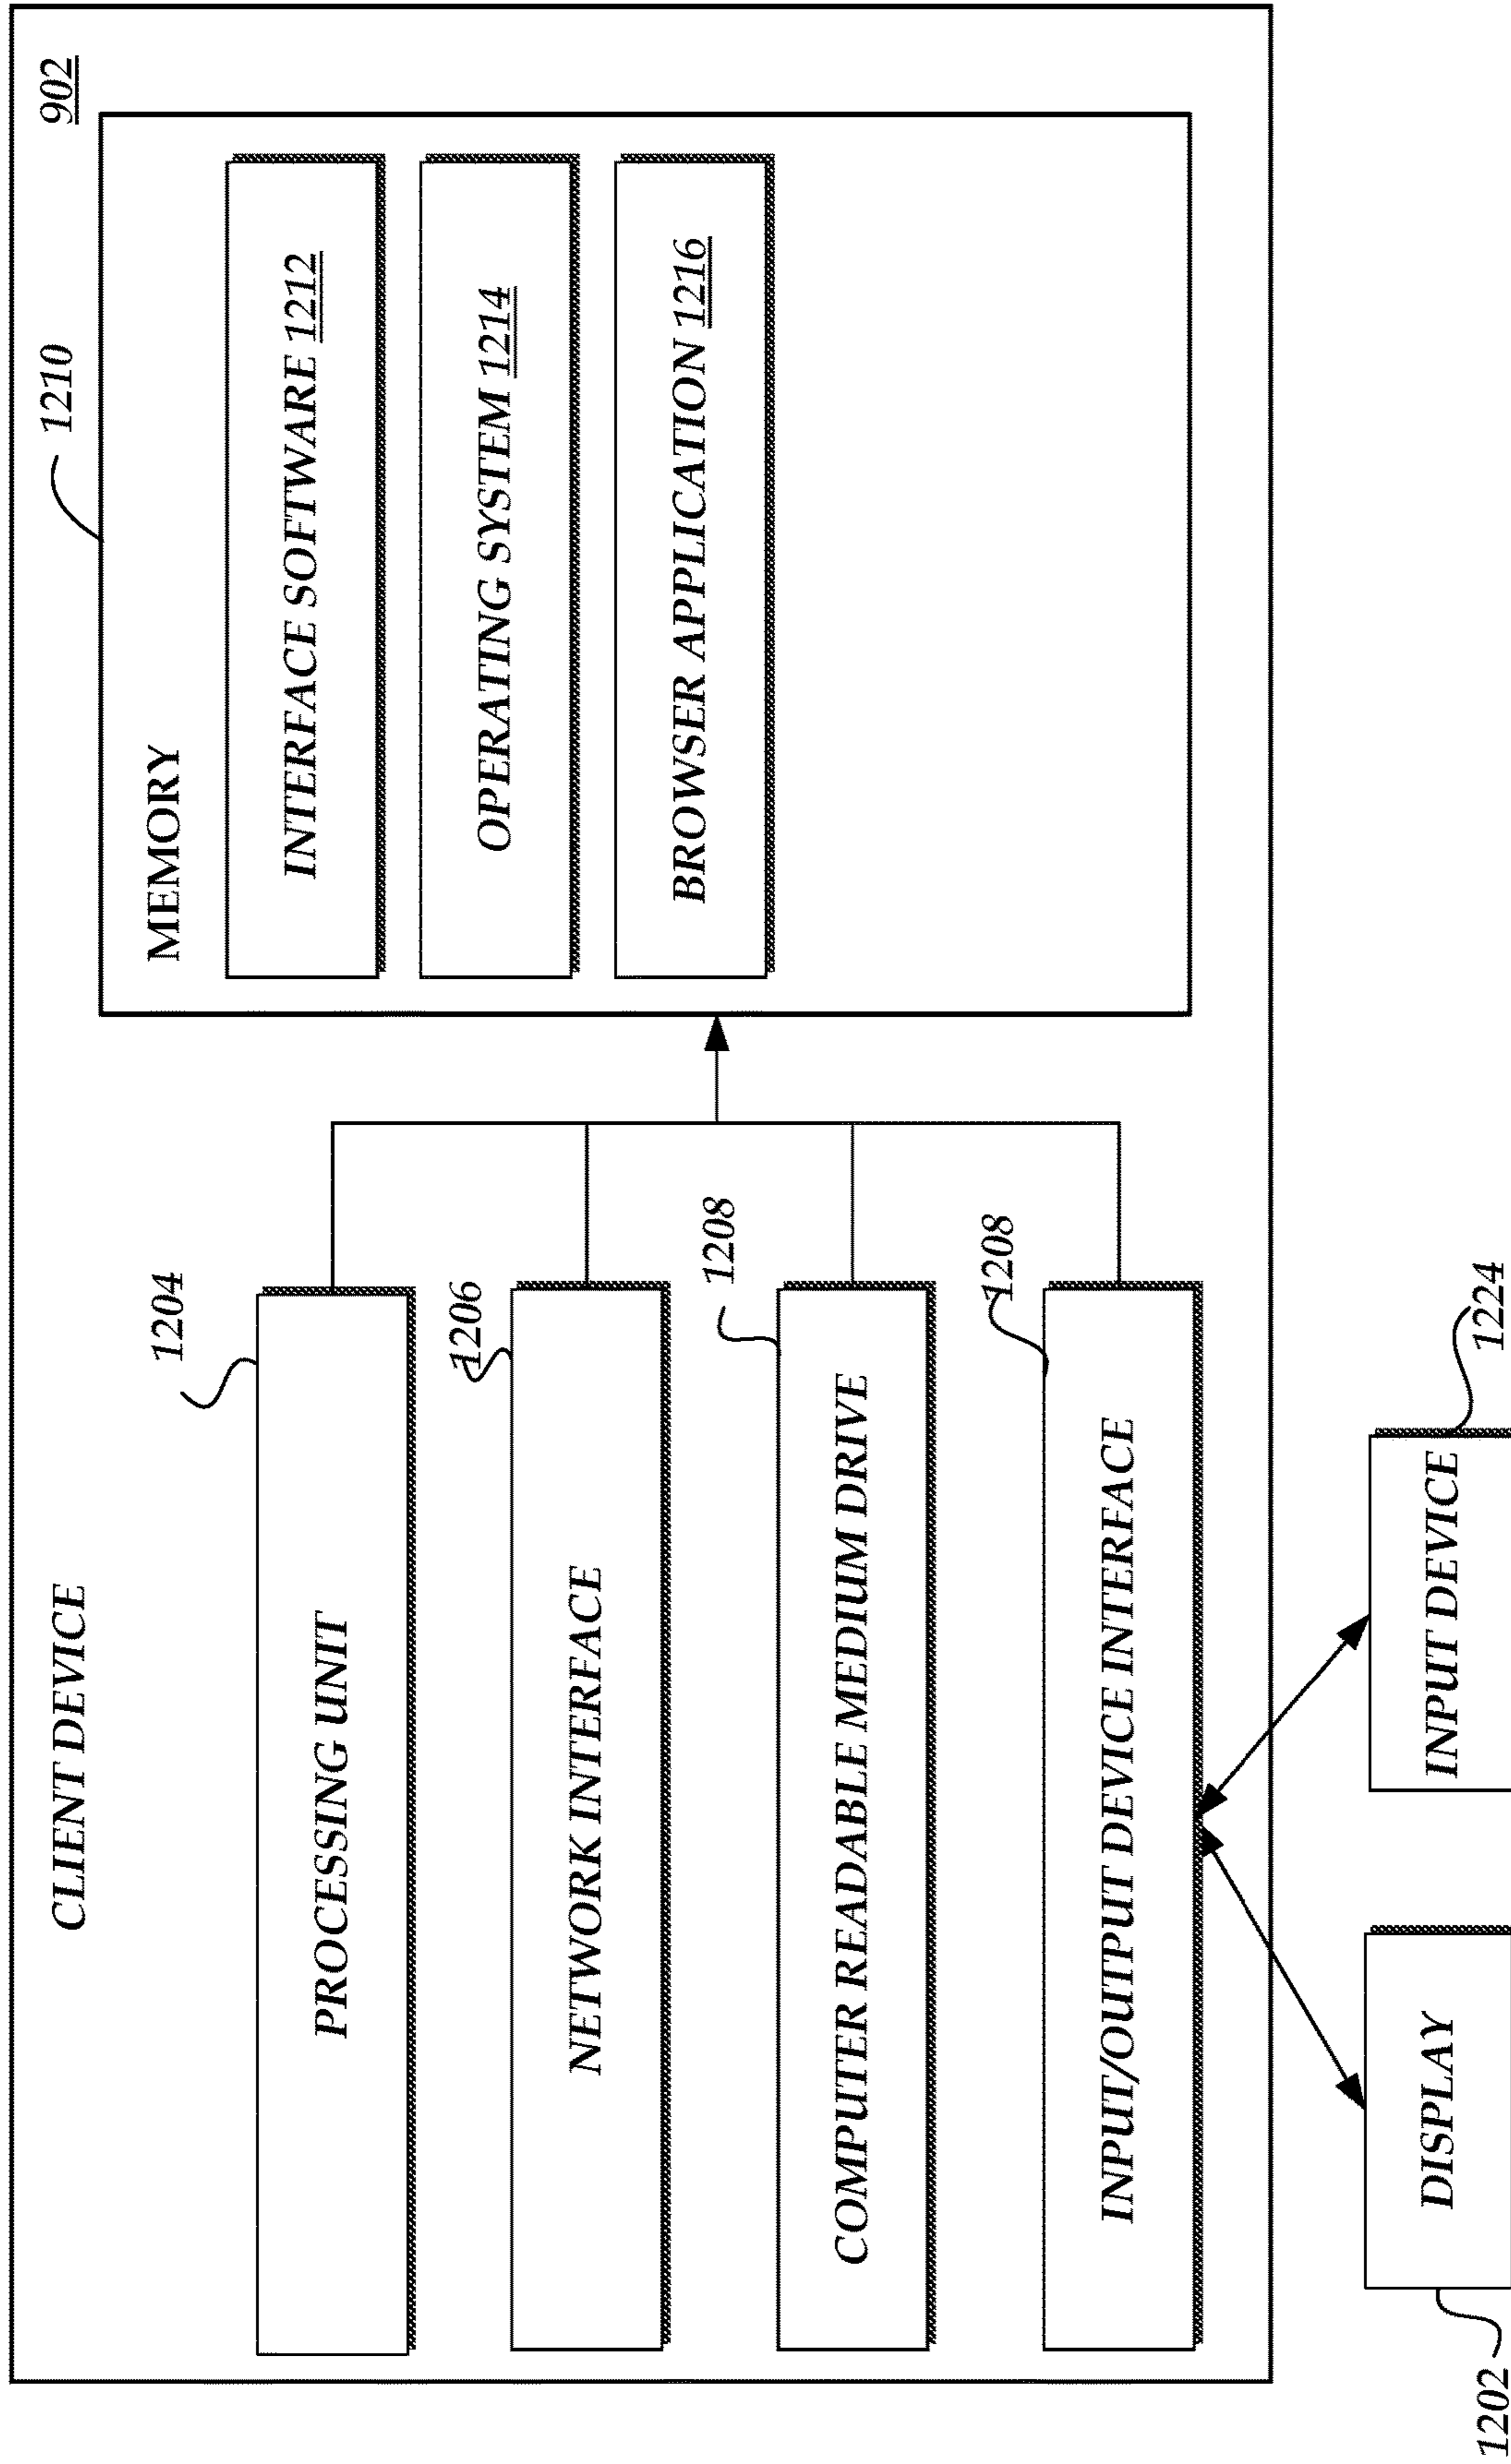 CLIENT DEVICE
902
1210
MEMORY
INTERFACE SOFTWARE 1212
OPERATING SYSTEM 1214
BROWSER APPLICATION 1216
1204
PROCESSING UNIT
1206
NETWORK INTERFACE
1208
COMPUTER READABLE MEDIUM DRIVE
1208
INPUT/OUTPUT DEVICE INTERFACE
1202
DISPLAY
INPUT DEVICE
1224